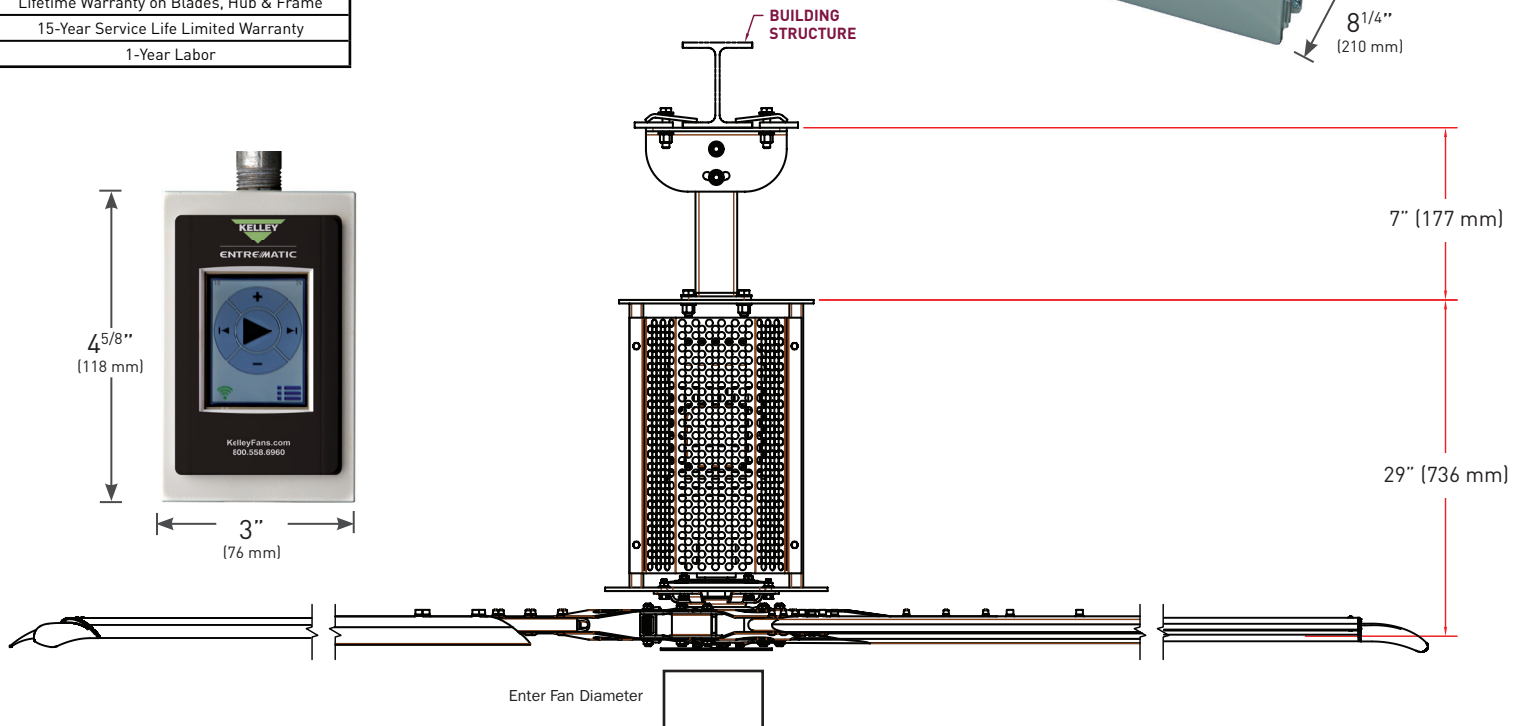 Lifetime Warranty on Blades, Hub & Frame
15-Year Service Life Limited Warranty
1-Year Labor
BUILDING
STRUCTURE
8 1/4”
(210 mm)
KELLEY
ENTRE/MATIC
KelleyFans.com
800.558.6960
4 5/8”
(118 mm)
3”
(76 mm)
7” (177 mm)
29” (736 mm)
Enter Fan Diameter